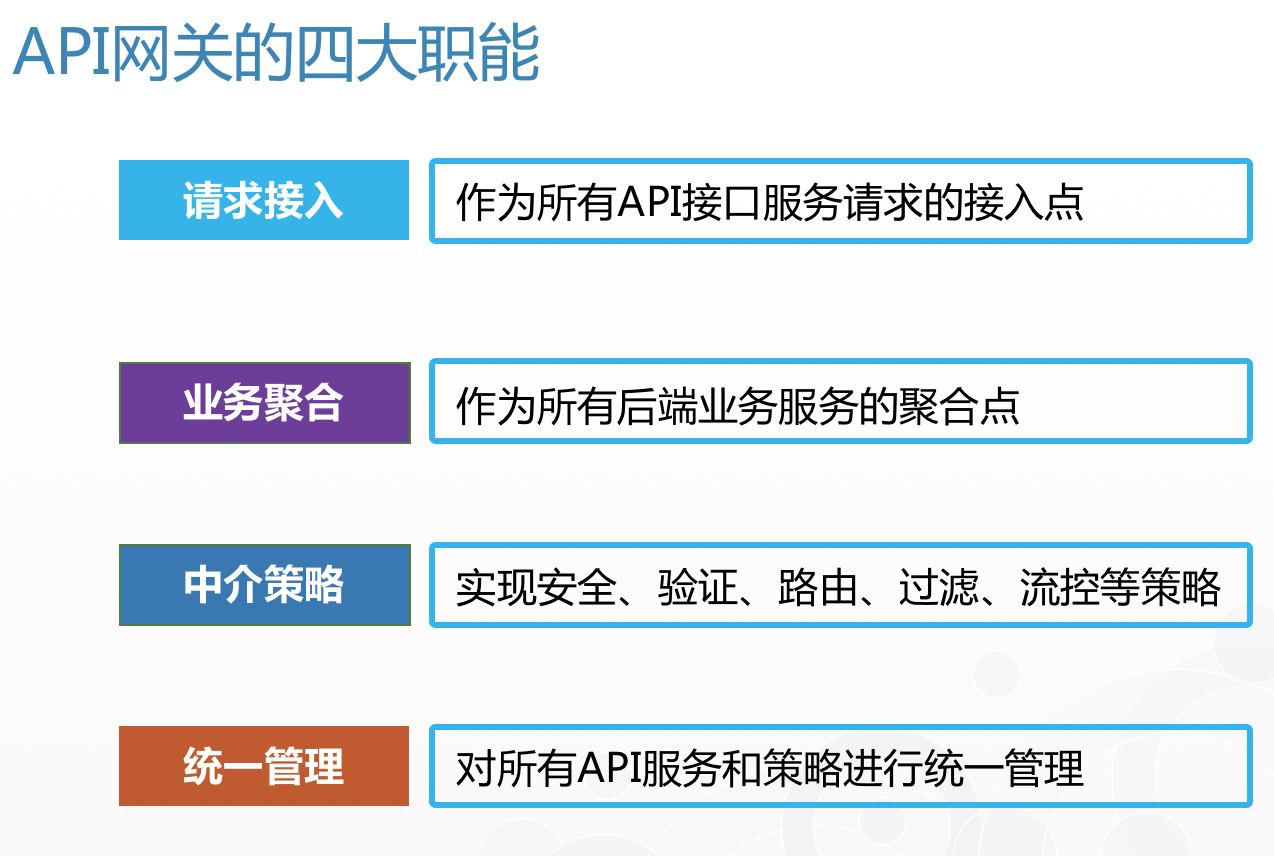 API网关的四大职能
请求接入
作为所有API接口服务请求的接入点
业务聚合
作为所有后端业务服务的聚合点
中介策略
实现安全、验证、路由、过滤、流控等策略
统一管理
对所有API服务和策略进行统一管理